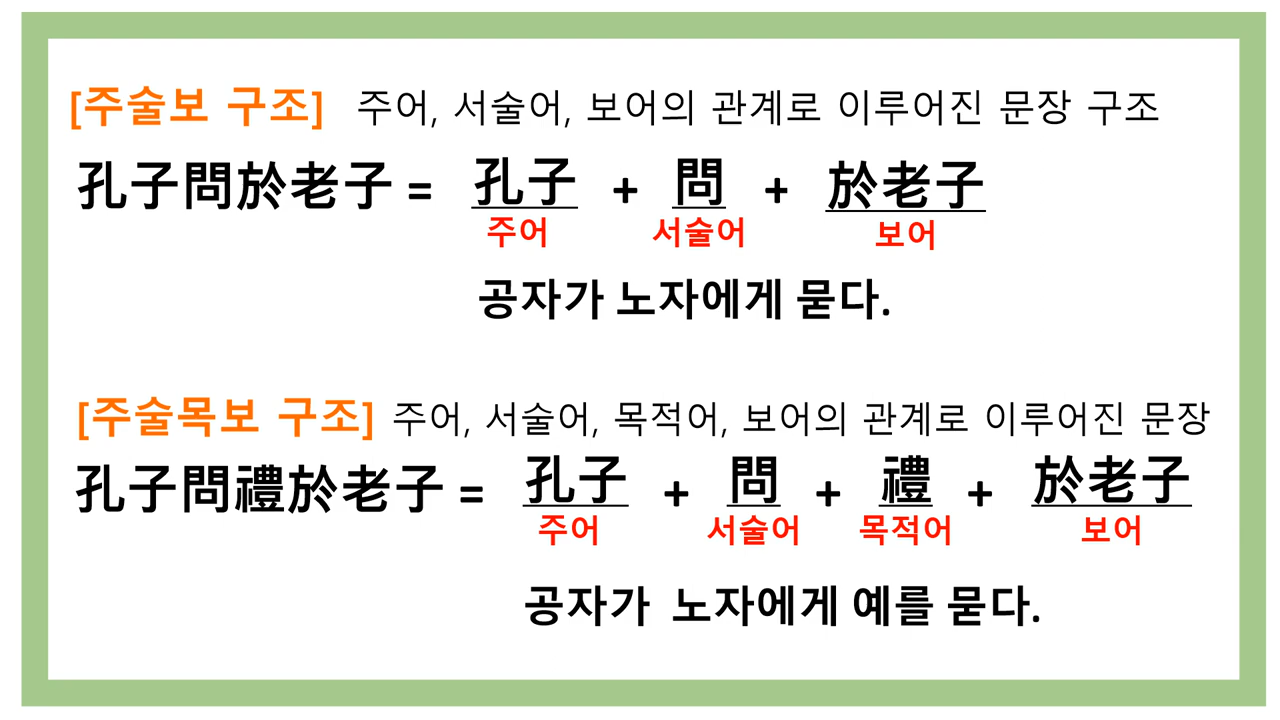 [주술보 구조] 주어, 서술어, 보어의 관계로 이루어진 문장 구조
孔子問於老子 = 孔子 + 問 + 於老子
주어 서술어 보어
공자가 노자에게 묻다.
[주술목보 구조] 주어, 서술어, 목적어, 보어의 관계로 이루어진 문장
孔子問禮於老子 = 孔子 + 問 + 禮 + 於老子
주어 서술어 목적어 보어
공자가 노자에게 예를 묻다.